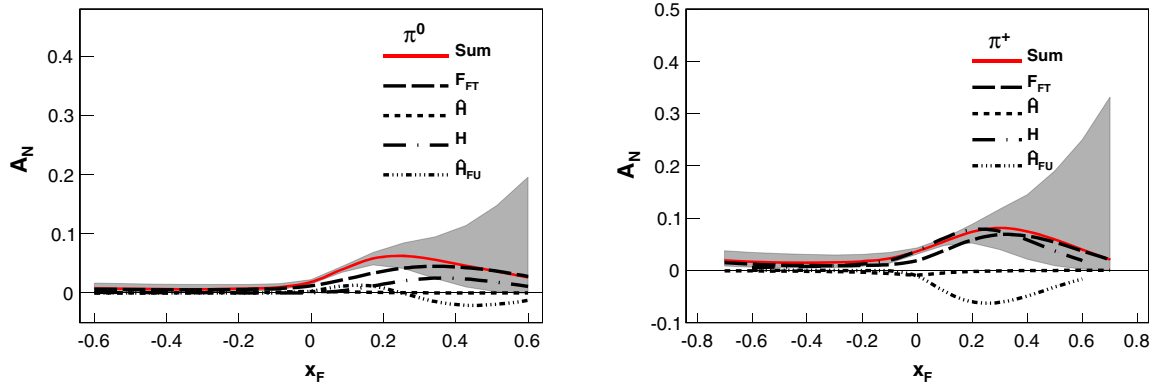 π⁰
Sum
F_FT
Ĥ
H
Ĥ_FU
A_N
0.4
0.3
0.2
0.1
0
-0.6 -0.4 -0.2 0 0.2 0.4 0.6
x_F
π⁺
Sum
F_FT
Ĥ
H
Ĥ_FU
A_N
0.5
0.4
0.3
0.2
0.1
0
-0.1
-0.8 -0.6 -0.4 -0.2 0 0.2 0.4 0.6 0.8
x_F